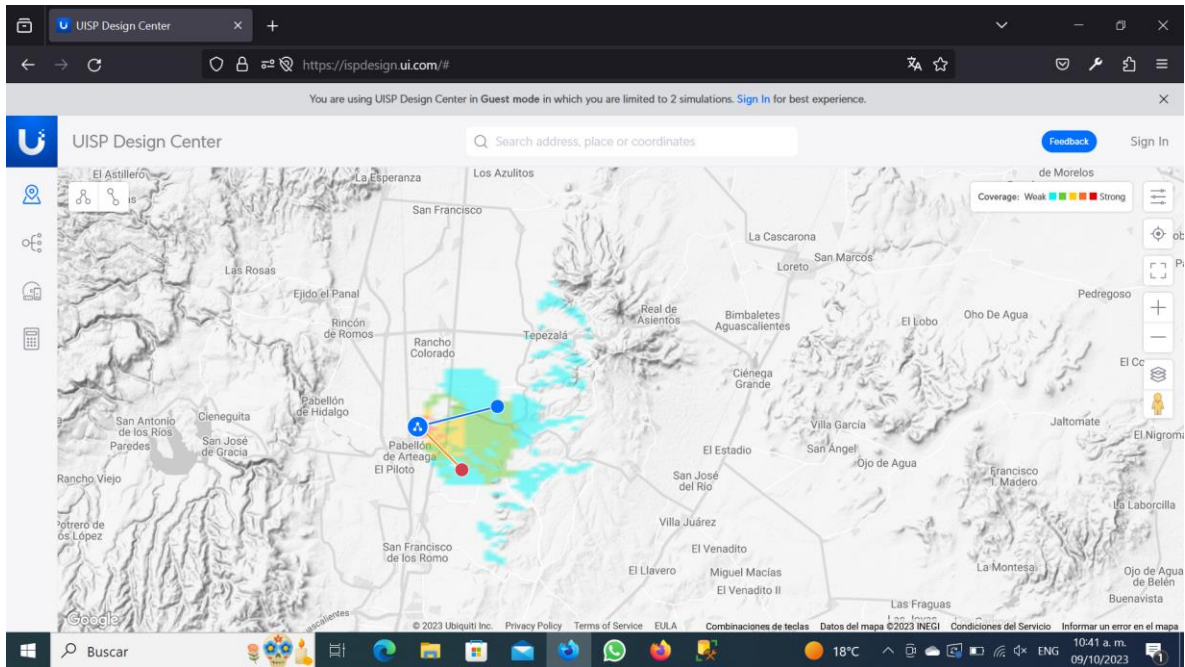 UISP Design Center
https://ispdesign.ui.com/#
You are using UISP Design Center in Guest mode in which you are limited to 2 simulations. Sign In for best experience.
UISP Design Center
Search address, place or coordinates
Feedback
Sign In
El Astillero
La Esperanza
Los Azulitos
de Morelos
Coverage: Weak
Strong
San Francisco
La Cascarona
San Marcos
Loreto
Las Rosas
Ejido el Panal
Pedregoso
Real de
Asientos
Bimbaletes
Aguascalientes
El Lobo
Oho De Agua
Rincón
de Romos
Rancho
Colorado
Tepezalá
Ciénega
Grande
Pabellón
de Hidalgo
San Antonio
de los Ríos
Paredes
Cieneguita
San José
de Gracia
Villa García
San Ángel
Jaltomate
Pabellón
de Arteaga
El Piloto
El Estadio
Ojo de Agua
Rancho Viejo
San José
del Río
Francisco
I. Madero
La Laborcilla
Potrero de
os López
Villa Juárez
San Francisco
de los Romo
El Venadito
El Llavero
Miguel Macías
El Venadito II
La Montesa
Ojo de Agua
de Belén
Buenavista
Las Fraguas
Google
© 2023 Ubiquiti Inc.
Privacy Policy
Terms of Service
EULA
Combinaciones de teclas
Datos del mapa ©2023 INEGI
Condiciones del Servicio
Informar un error en el mapa
Buscar
18°C
ENG
10:41 a. m.
09/10/2023
1